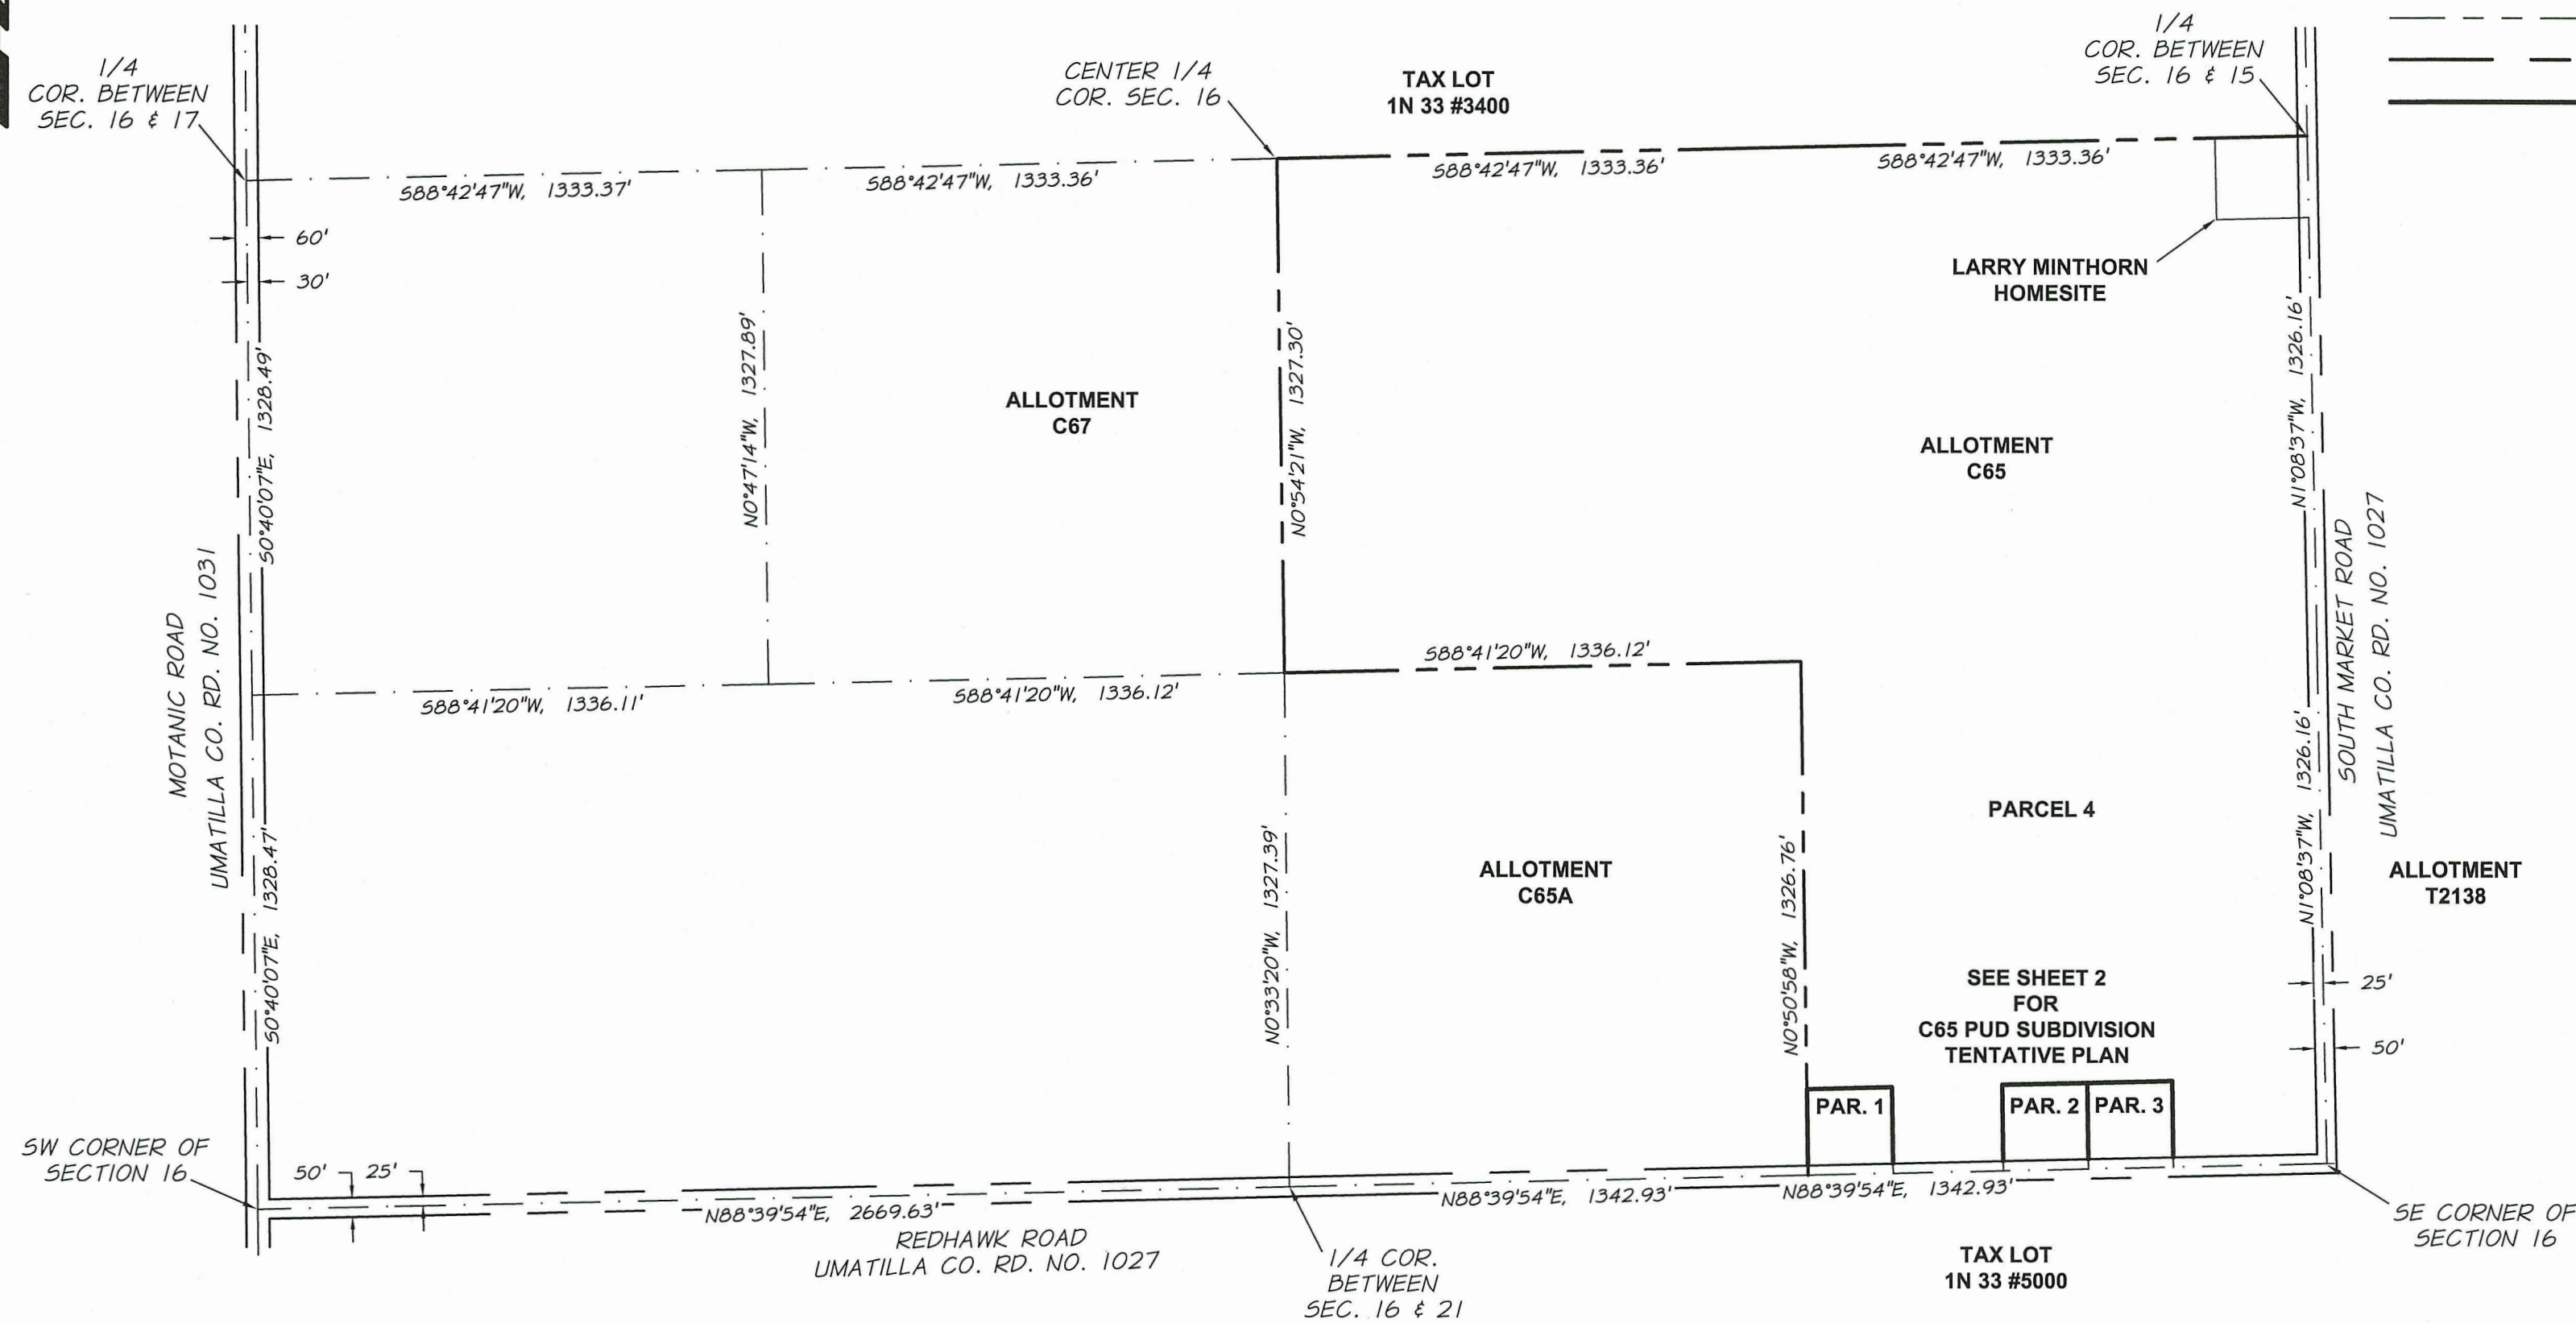 1/4
COR. BETWEEN
SEC. 16 & 17
CENTER 1/4
COR. SEC. 16
TAX LOT
1N 33 #3400
1/4
COR. BETWEEN
SEC. 16 & 15
S88°42'47"W, 1333.37'
S88°42'47"W, 1333.36'
S88°42'47"W, 1333.36'
S88°42'47"W, 1333.36'
60'
30'
LARRY MINTHORN
HOMESITE
S0°40'07"E, 1328.49'
N0°47'14"W, 1327.89'
ALLOTMENT
C67
N0°54'21"W, 1327.30'
ALLOTMENT
C65
N1°08'37"W, 1326.16'
MOTANIC ROAD
UMATILLA CO. RD. NO. 1031
SOUTH MARKET ROAD
UMATILLA CO. RD. NO. 1027
S88°41'20"W, 1336.11'
S88°41'20"W, 1336.12'
S88°41'20"W, 1336.12'
S0°40'07"E, 1328.47'
N0°33'20"W, 1327.39'
ALLOTMENT
C65A
N0°50'58"W, 1326.76'
PARCEL 4
N1°08'37"W, 1326.16'
ALLOTMENT
T2138
SEE SHEET 2
FOR
C65 PUD SUBDIVISION
TENTATIVE PLAN
25'
50'
PAR. 1
PAR. 2
PAR. 3
SW CORNER OF
SECTION 16
50'
25'
N88°39'54"E, 2669.63'
N88°39'54"E, 1342.93'
N88°39'54"E, 1342.93'
REDHAWK ROAD
UMATILLA CO. RD. NO. 1027
1/4 COR.
BETWEEN
SEC. 16 & 21
TAX LOT
1N 33 #5000
SE CORNER OF
SECTION 16